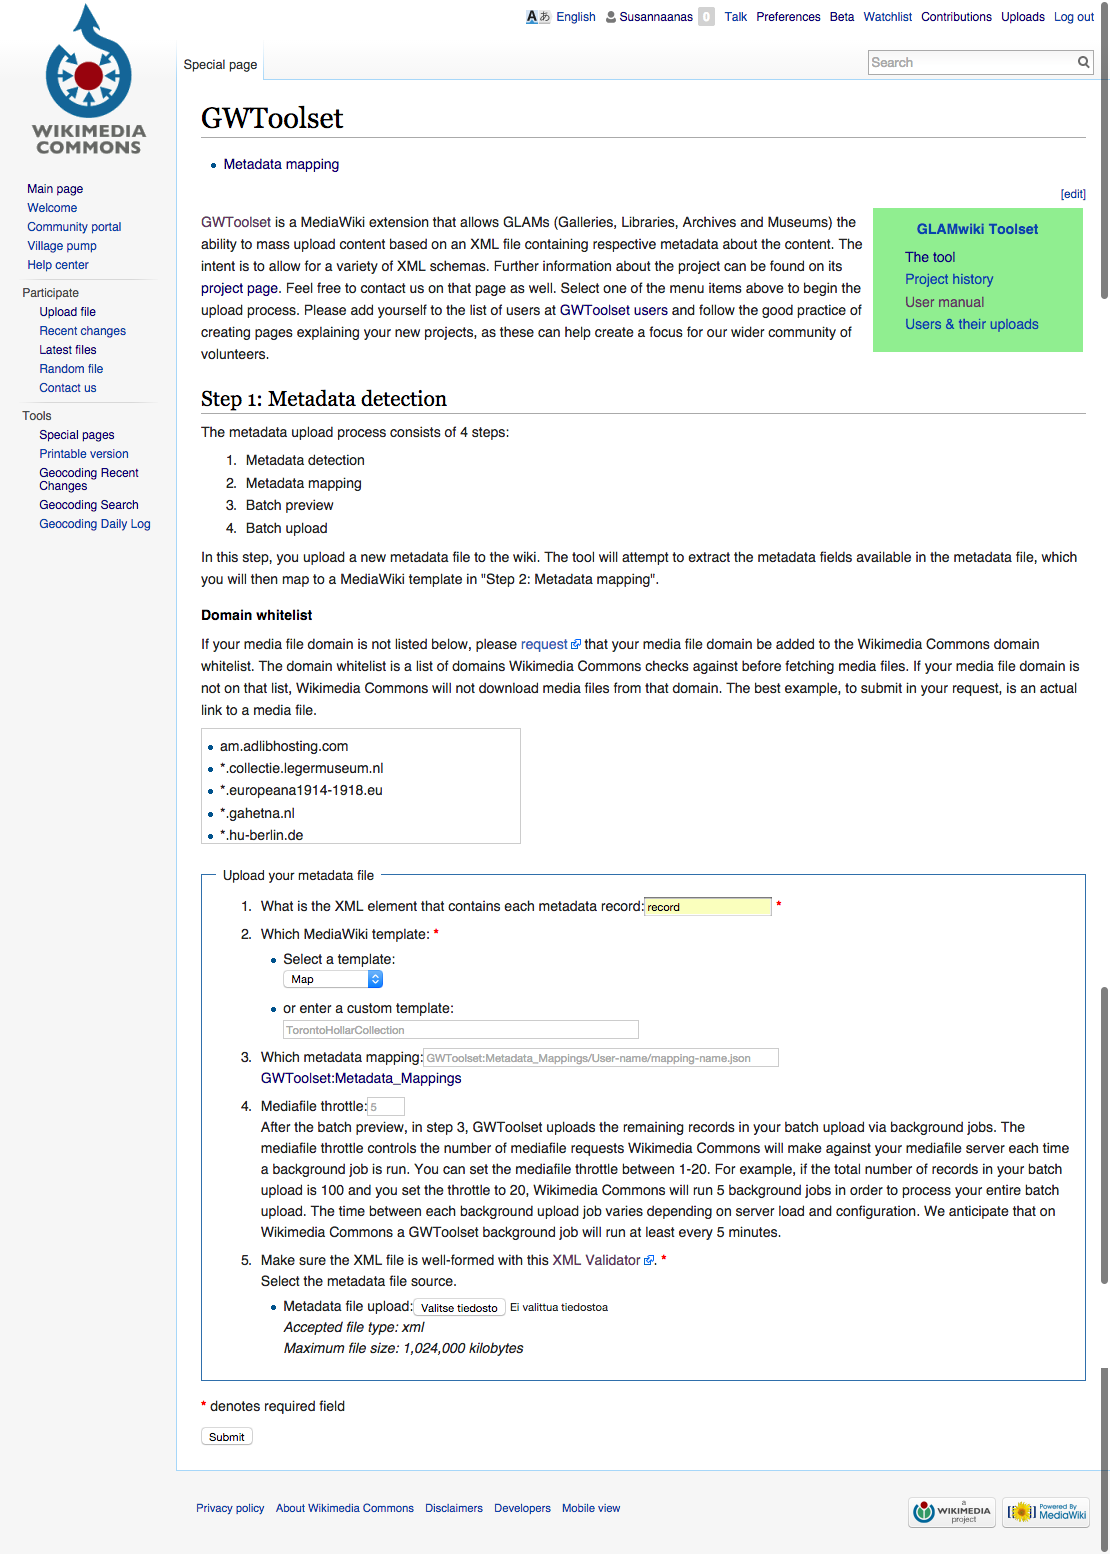 Aあ English Susannaanas 0 Talk Preferences Beta Watchlist Contributions Uploads Log out
Special page
Search
WIKIMEDIA
COMMONS
Main page
Welcome
Community portal
Village pump
Help center
Participate
Upload file
Recent changes
Latest files
Random file
Contact us
Tools
Special pages
Printable version
Geocoding Recent
Changes
Geocoding Search
Geocoding Daily Log
GWToolset
Metadata mapping
[edit]
GWToolset is a MediaWiki extension that allows GLAMs (Galleries, Libraries, Archives and Museums) the
ability to mass upload content based on an XML file containing respective metadata about the content. The
intent is to allow for a variety of XML schemas. Further information about the project can be found on its
project page. Feel free to contact us on that page as well. Select one of the menu items above to begin the
upload process. Please add yourself to the list of users at GWToolset users and follow the good practice of
creating pages explaining your new projects, as these can help create a focus for our wider community of
volunteers.
GLAMwiki Toolset
The tool
Project history
User manual
Users & their uploads
Step 1: Metadata detection
The metadata upload process consists of 4 steps:
1. Metadata detection
2. Metadata mapping
3. Batch preview
4. Batch upload
In this step, you upload a new metadata file to the wiki. The tool will attempt to extract the metadata fields available in the metadata file, which
you will then map to a MediaWiki template in "Step 2: Metadata mapping".
Domain whitelist
If your media file domain is not listed below, please request that your media file domain be added to the Wikimedia Commons domain
whitelist. The domain whitelist is a list of domains Wikimedia Commons checks against before fetching media files. If your media file domain is
not on that list, Wikimedia Commons will not download media files from that domain. The best example, to submit in your request, is an actual
link to a media file.
am.adlibhosting.com
*.collectie.legermuseum.nl
*.europeana1914-1918.eu
*.gahetna.nl
*.hu-berlin.de
Upload your metadata file
1. What is the XML element that contains each metadata record: record *
2. Which MediaWiki template: *
Select a template:
Map
or enter a custom template:
TorontoHollarCollection
3. Which metadata mapping: GWToolset:Metadata_Mappings/User-name/mapping-name.json
GWToolset:Metadata_Mappings
4. Mediafile throttle: 5
After the batch preview, in step 3, GWToolset uploads the remaining records in your batch upload via background jobs. The
mediafile throttle controls the number of mediafile requests Wikimedia Commons will make against your mediafile server each time
a background job is run. You can set the mediafile throttle between 1-20. For example, if the total number of records in your batch
upload is 100 and you set the throttle to 20, Wikimedia Commons will run 5 background jobs in order to process your entire batch
upload. The time between each background upload job varies depending on server load and configuration. We anticipate that on
Wikimedia Commons a GWToolset background job will run at least every 5 minutes.
5. Make sure the XML file is well-formed with this XML Validator. *
Select the metadata file source.
Metadata file upload: Valitse tiedosto Ei valittua tiedostoa
Accepted file type: xml
Maximum file size: 1,024,000 kilobytes
* denotes required field
Submit
Privacy policy About Wikimedia Commons Disclaimers Developers Mobile view
a
WIKIMEDIA
project
Powered By
MediaWiki